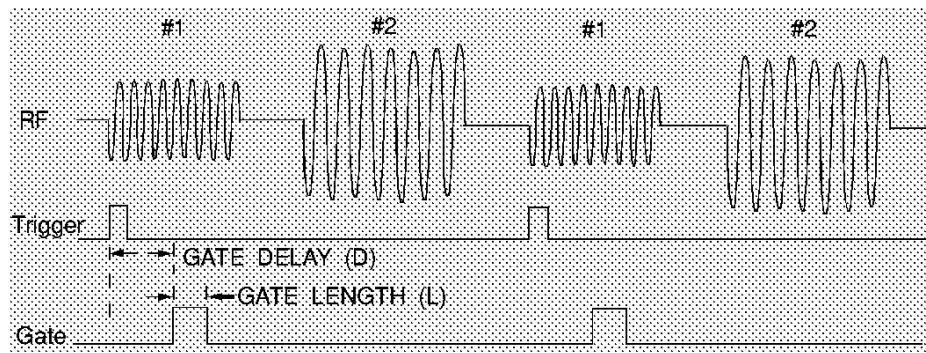 #1 #2 #1 #2
RF
Trigger
GATE DELAY (D)
GATE LENGTH (L)
Gate